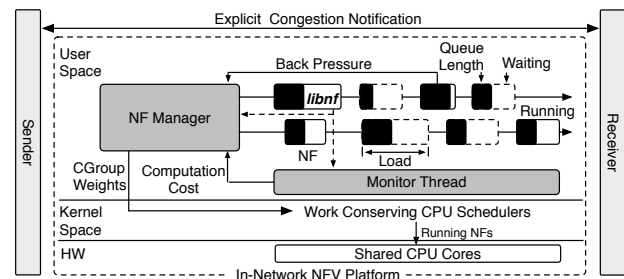 Explicit Congestion Notification
Sender
Receiver
User
Space
Queue
Length
Waiting
Back Pressure
libnf
NF Manager
Running
NF
Load
CGroup
Weights
Computation
Cost
Monitor Thread
Kernel
Space
Work Conserving CPU Schedulers
Running NFs
HW
Shared CPU Cores
In-Network NFV Platform